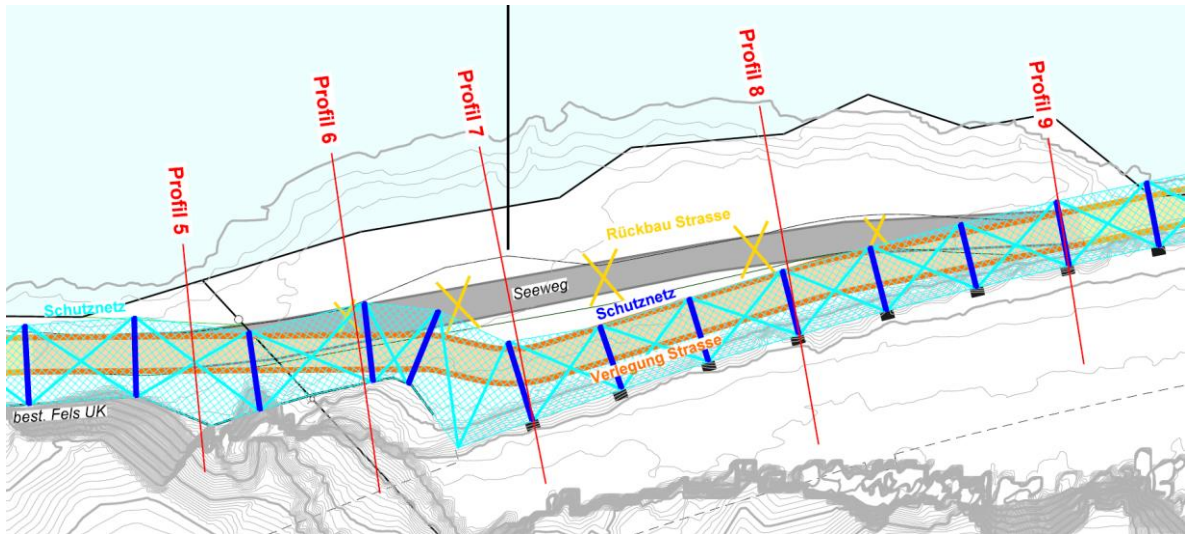 Profil 5
Profil 6
Profil 7
Profil 8
Profil 9
Rückbau Strasse
Seeweg
Schutznetz
Schutznetz
Verlegung Strasse
best. Fels UK